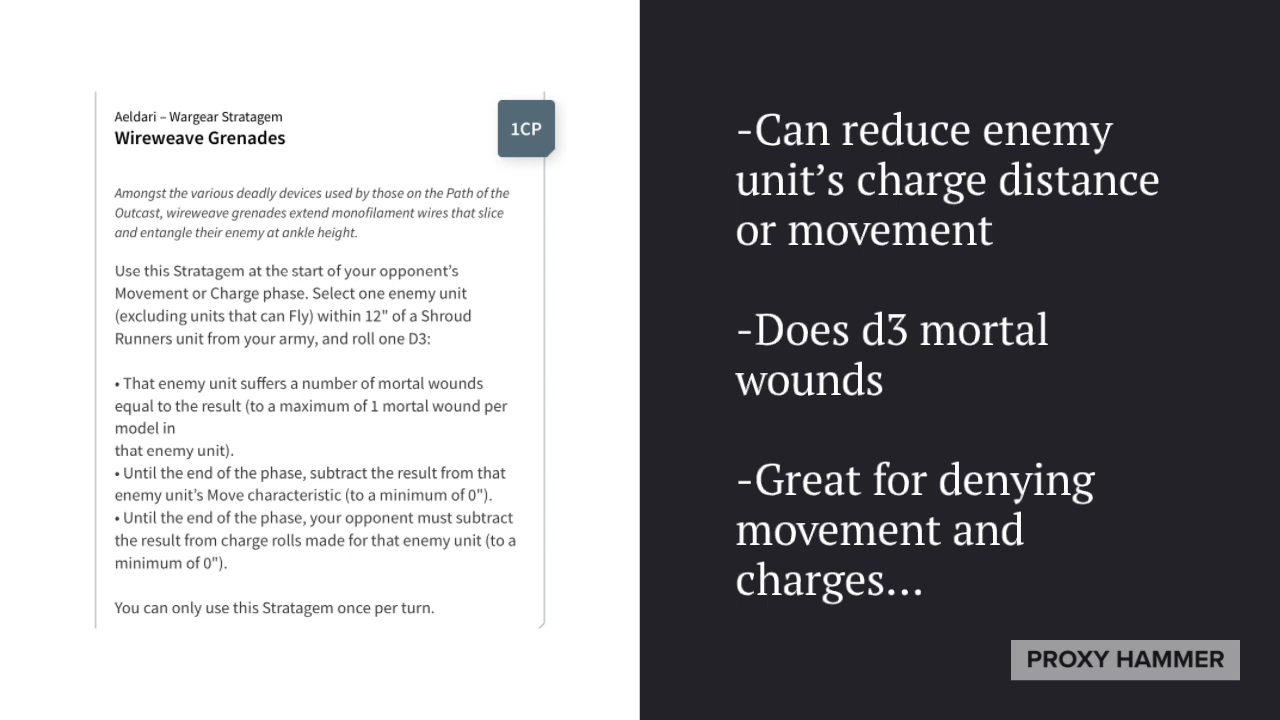 Aeldari – Wargear Stratagem
Wireweave Grenades
1CP
Amongst the various deadly devices used by those on the Path of the
Outcast, wireweave grenades extend monofilament wires that slice
and entangle their enemy at ankle height.
Use this Stratagem at the start of your opponent’s
Movement or Charge phase. Select one enemy unit
(excluding units that can Fly) within 12" of a Shroud
Runners unit from your army, and roll one D3:
• That enemy unit suffers a number of mortal wounds
equal to the result (to a maximum of 1 mortal wound per
model in
that enemy unit).
• Until the end of the phase, subtract the result from that
enemy unit’s Move characteristic (to a minimum of 0").
• Until the end of the phase, your opponent must subtract
the result from charge rolls made for that enemy unit (to a
minimum of 0").
You can only use this Stratagem once per turn.
-Can reduce enemy
unit’s charge distance
or movement
-Does d3 mortal
wounds
-Great for denying
movement and
charges...
PROXY HAMMER